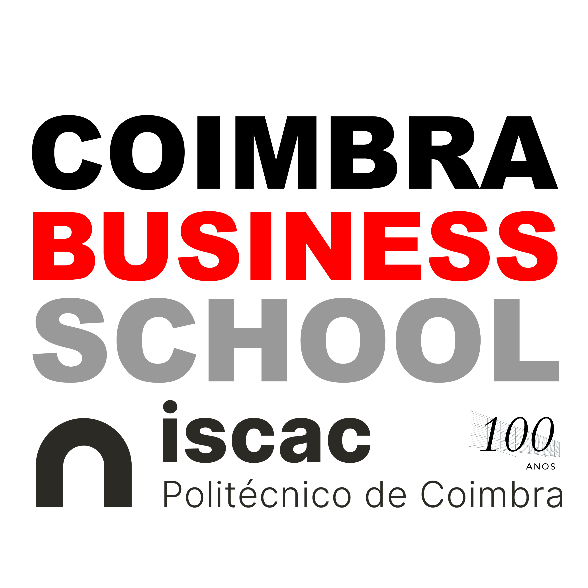 COIMBRA
BUSINESS
SCHOOL
iscac
Politécnico de Coimbra
100
ANOS